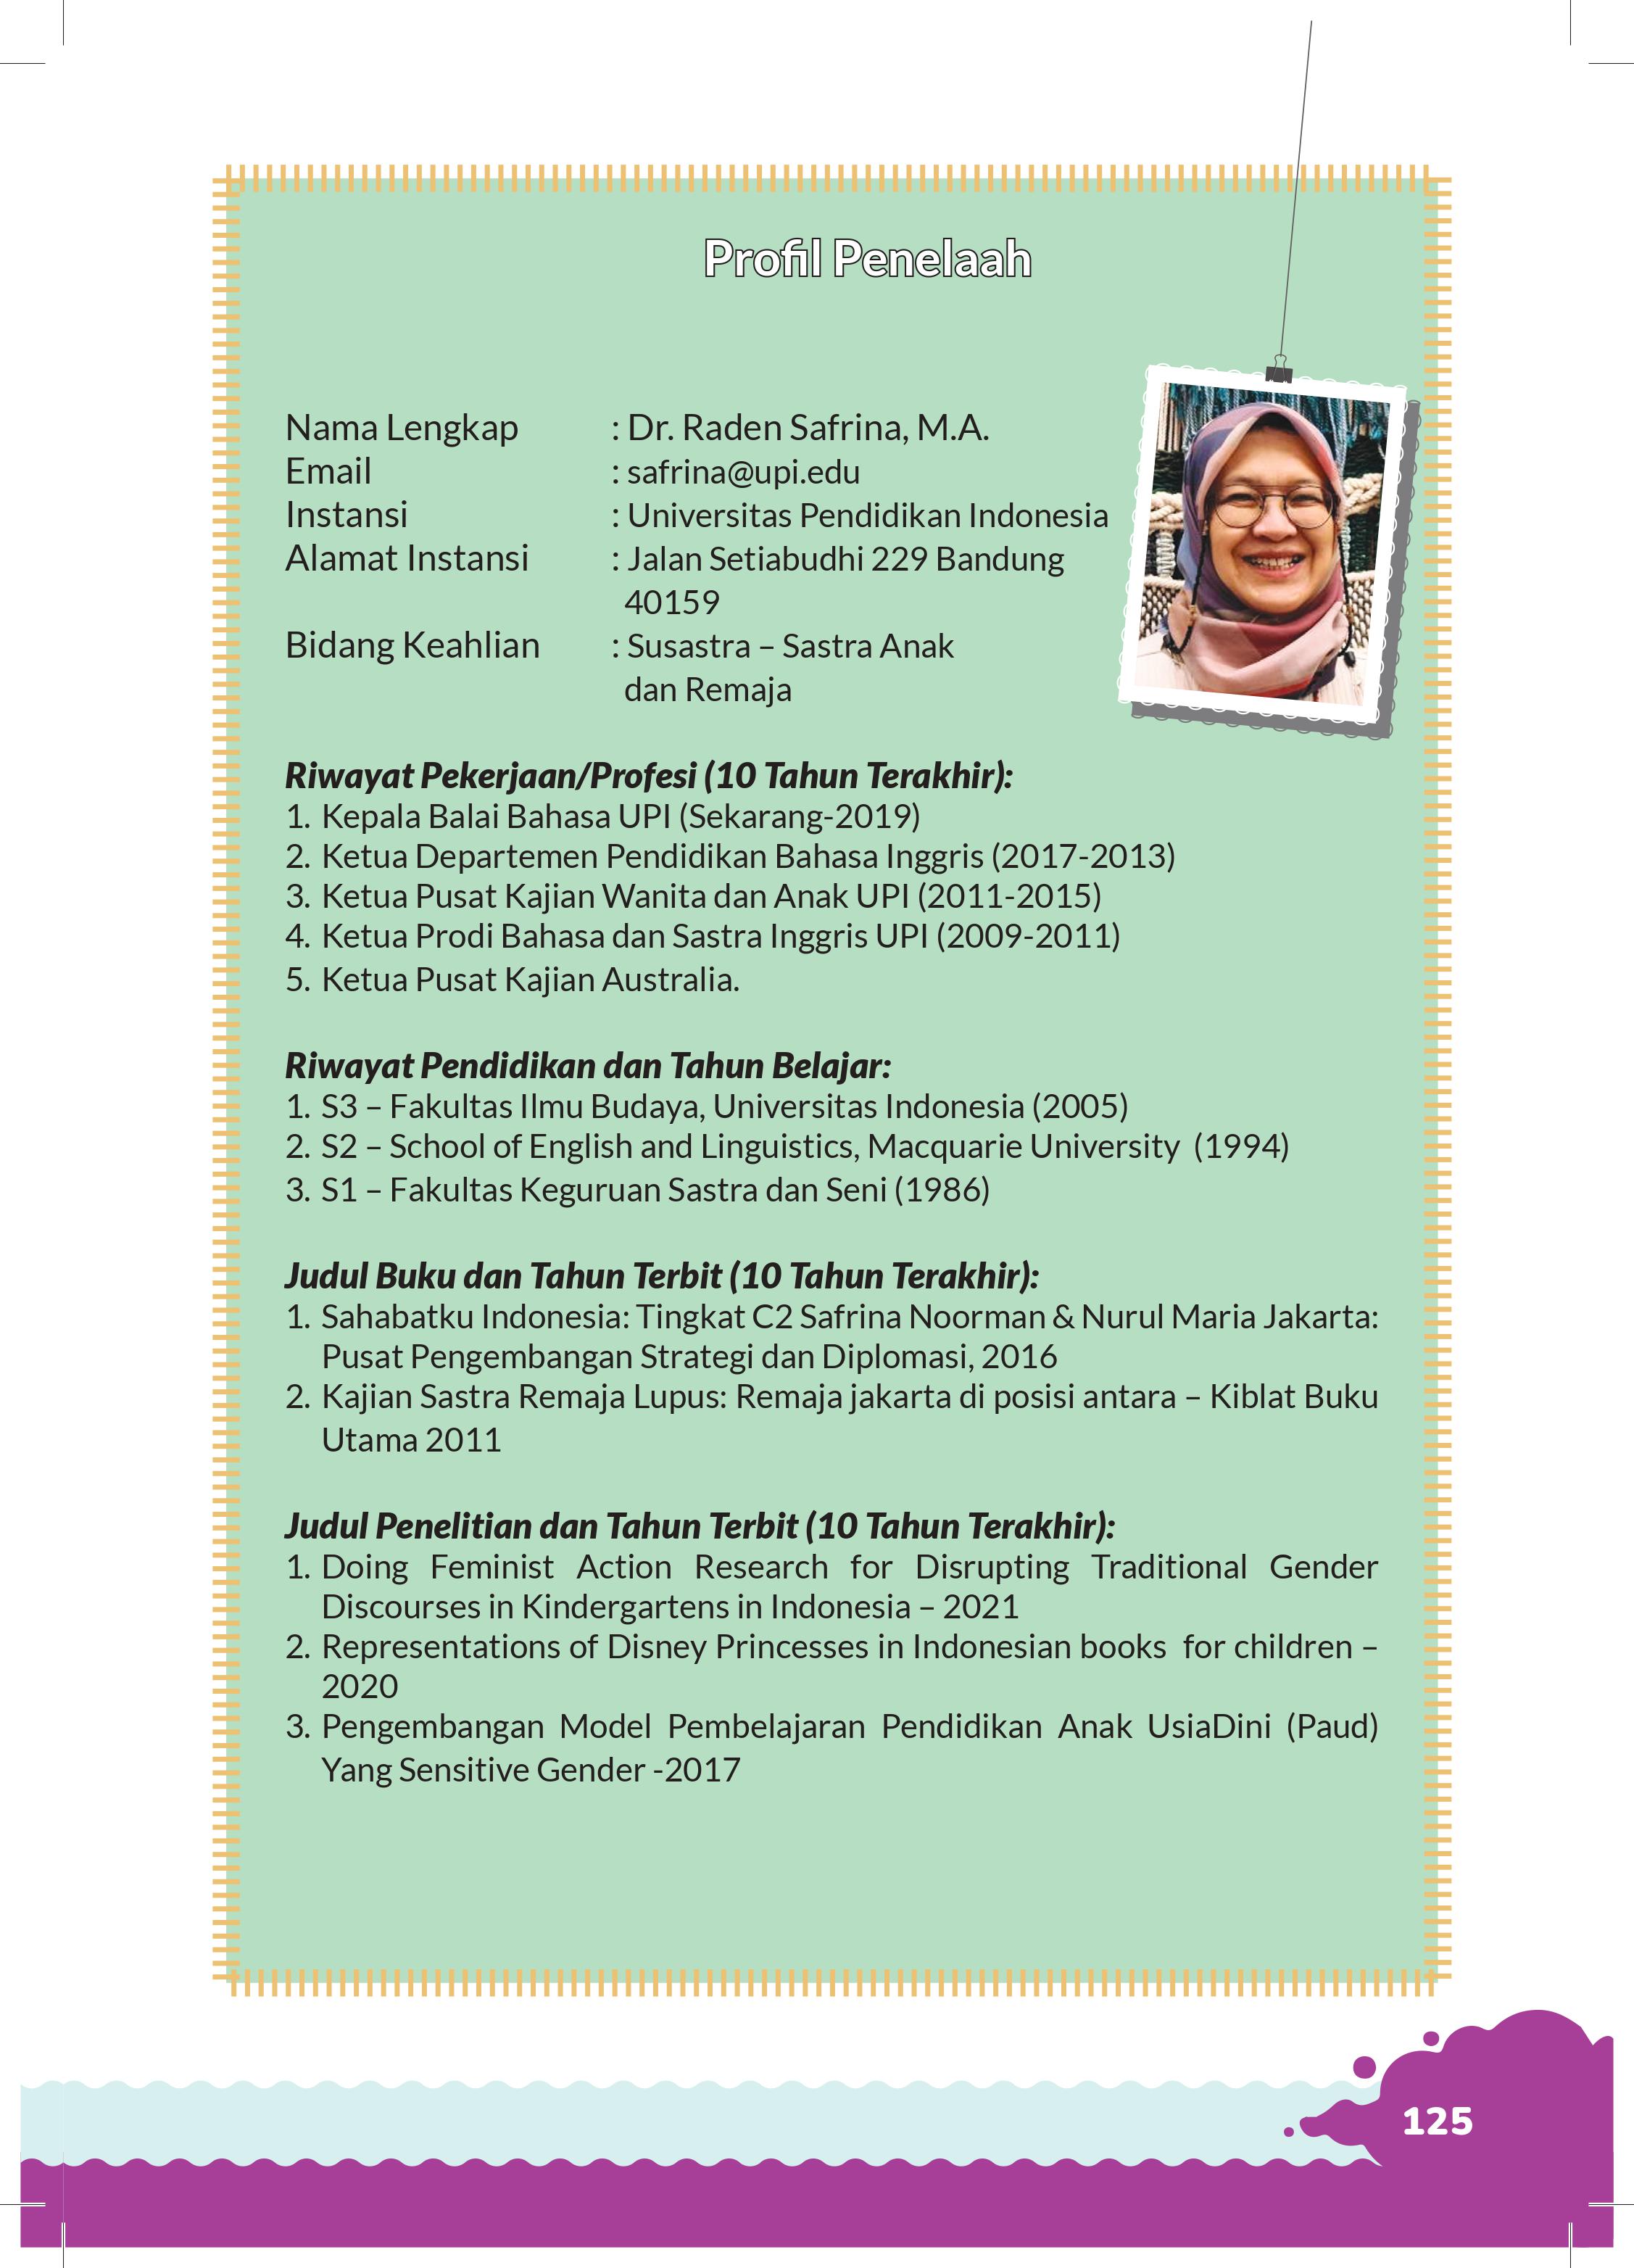 Profil Penelaah
Nama Lengkap : Dr. Raden Safrina, M.A.
Email : safrina@upi.edu
Instansi : Universitas Pendidikan Indonesia
Alamat Instansi : Jalan Setiabudhi 229 Bandung
40159
Bidang Keahlian : Susastra – Sastra Anak
dan Remaja
Riwayat Pekerjaan/Profesi (10 Tahun Terakhir):
1. Kepala Balai Bahasa UPI (Sekarang-2019)
2. Ketua Departemen Pendidikan Bahasa Inggris (2017-2013)
3. Ketua Pusat Kajian Wanita dan Anak UPI (2011-2015)
4. Ketua Prodi Bahasa dan Sastra Inggris UPI (2009-2011)
5. Ketua Pusat Kajian Australia.
Riwayat Pendidikan dan Tahun Belajar:
1. S3 – Fakultas Ilmu Budaya, Universitas Indonesia (2005)
2. S2 – School of English and Linguistics, Macquarie University (1994)
3. S1 – Fakultas Keguruan Sastra dan Seni (1986)
Judul Buku dan Tahun Terbit (10 Tahun Terakhir):
1. Sahabatku Indonesia: Tingkat C2 Safrina Noorman & Nurul Maria Jakarta:
Pusat Pengembangan Strategi dan Diplomasi, 2016
2. Kajian Sastra Remaja Lupus: Remaja jakarta di posisi antara – Kiblat Buku
Utama 2011
Judul Penelitian dan Tahun Terbit (10 Tahun Terakhir):
1. Doing Feminist Action Research for Disrupting Traditional Gender
Discourses in Kindergartens in Indonesia – 2021
2. Representations of Disney Princesses in Indonesian books for children –
2020
3. Pengembangan Model Pembelajaran Pendidikan Anak UsiaDini (Paud)
Yang Sensitive Gender -2017
125